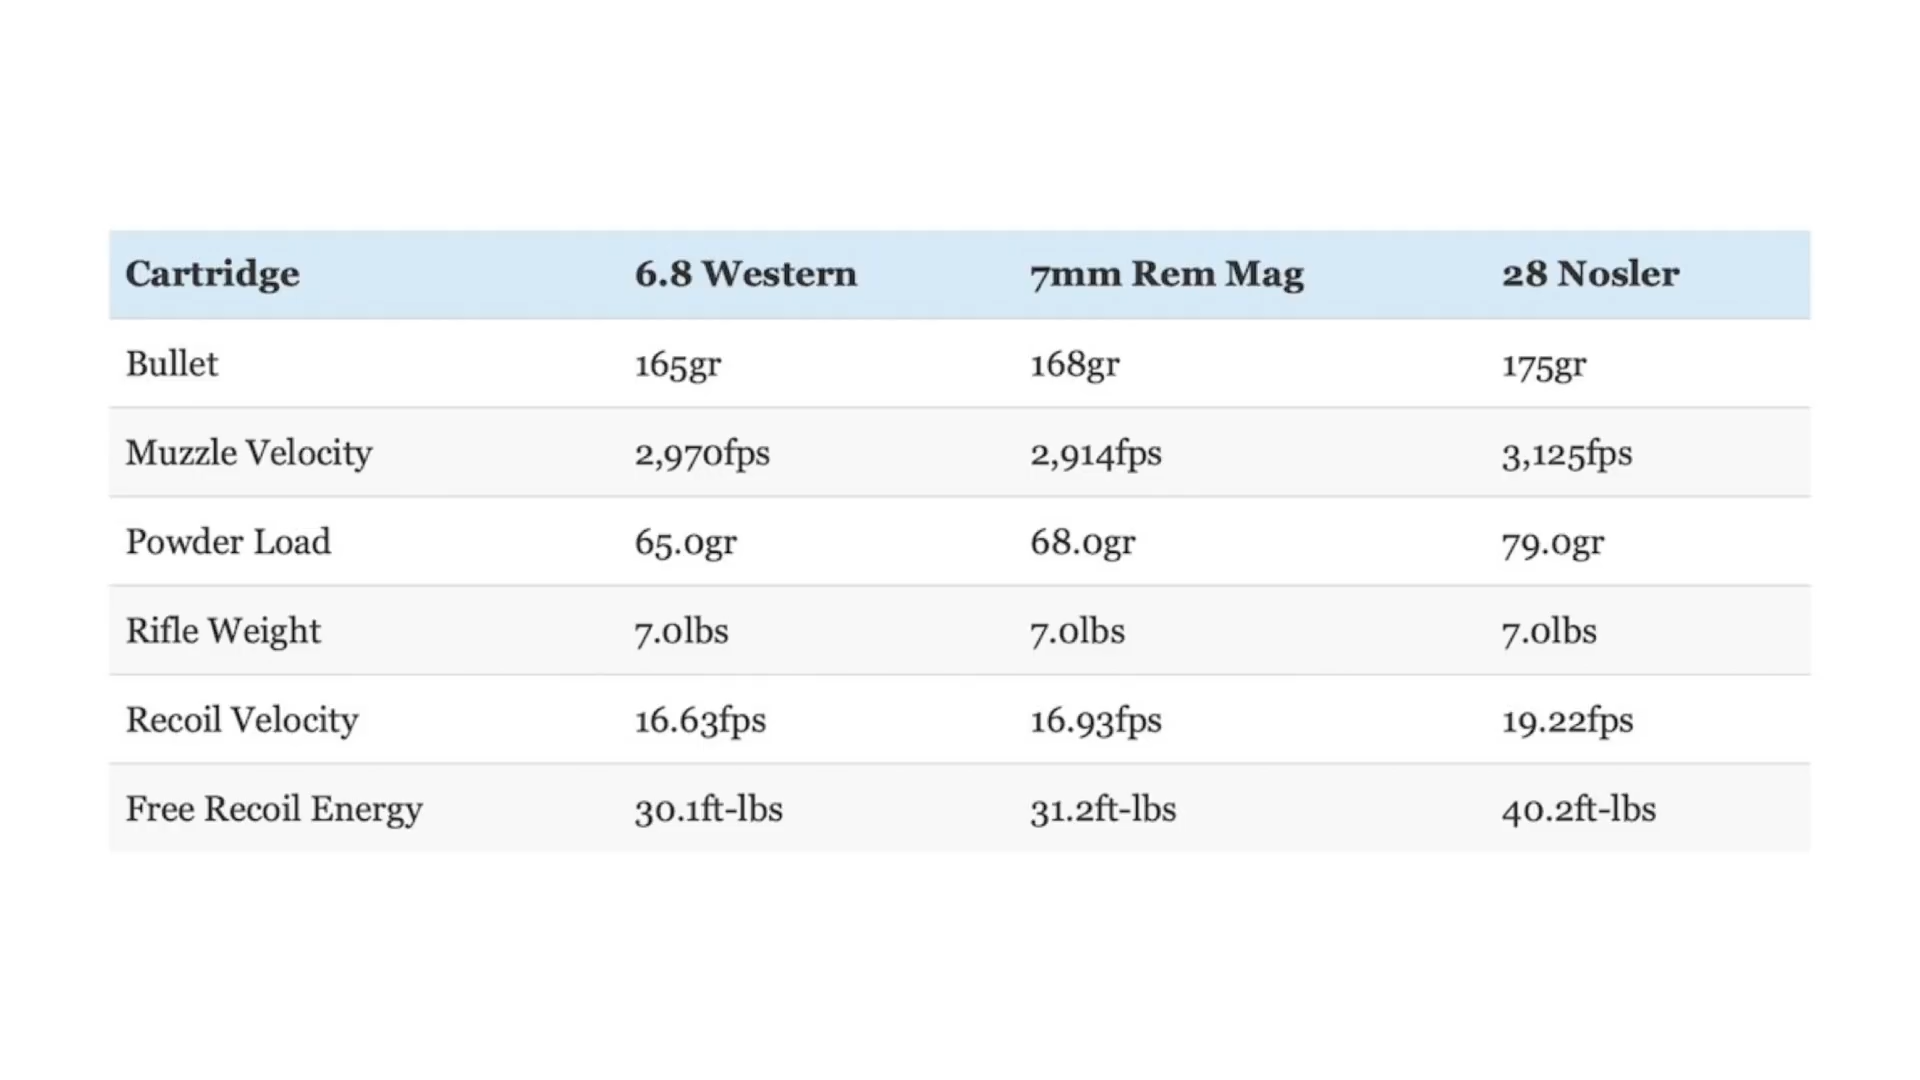 Cartridge 6.8 Western 7mm Rem Mag 28 Nosler
Bullet 165gr 168gr 175gr
Muzzle Velocity 2,970fps 2,914fps 3,125fps
Powder Load 65.0gr 68.0gr 79.0gr
Rifle Weight 7.0lbs 7.0lbs 7.0lbs
Recoil Velocity 16.63fps 16.93fps 19.22fps
Free Recoil Energy 30.1ft-lbs 31.2ft-lbs 40.2ft-lbs